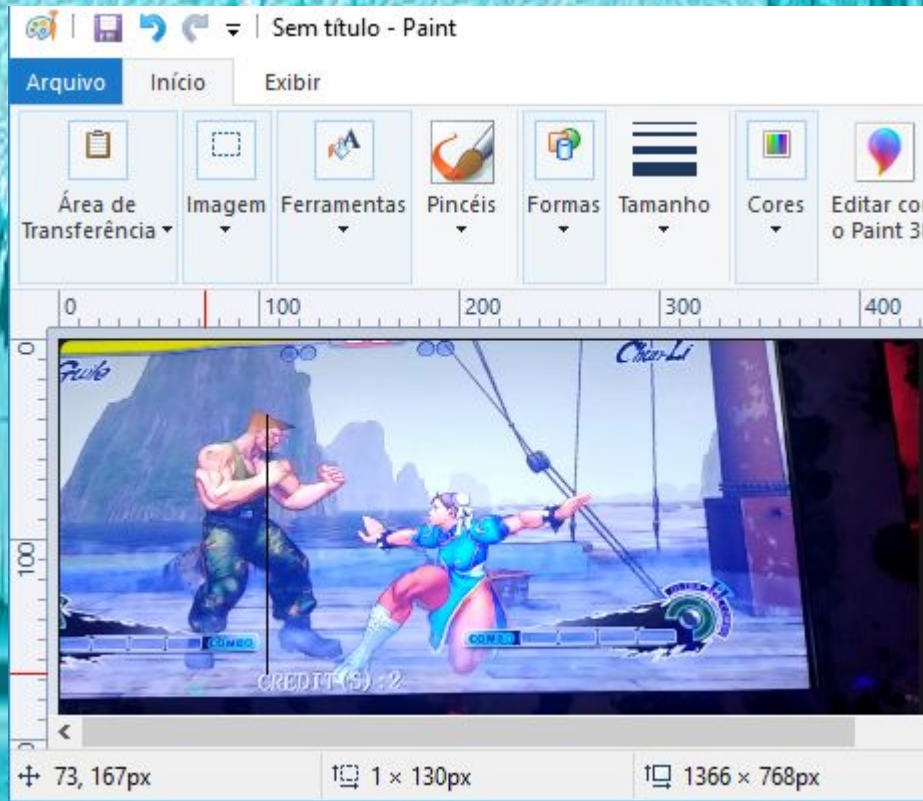 Sem título - Paint
Arquivo Início Exibir
Área de Transferência
Imagem
Ferramentas
Pincéis
Formas
Tamanho
Cores
Editar co
o Paint 3
0 100 200 300 400
0
100
Guile
Chun-Li
COMBO
COMBO
ULTRA
CREDIT(S) :2
73, 167px 1 × 130px 1366 × 768px